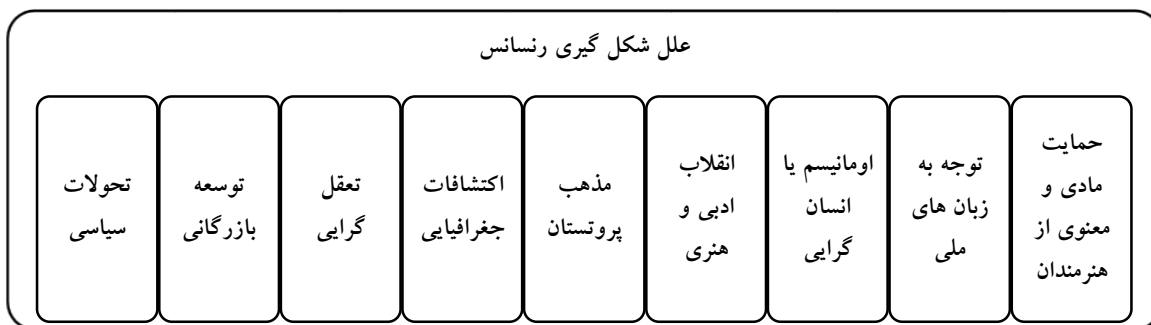 علل شکل گیری رنسانس
حمایت
مادی و
معنوی از
هنرمندان
توجه به
زبان های
ملی
اومانیسم یا
انسان
گرایی
انقلاب
ادبی و
هنری
مذهب
پروتستان
اکتشافات
جغرافیایی
تعقل
گرایی
توسعه
بازرگانی
تحولات
سیاسی